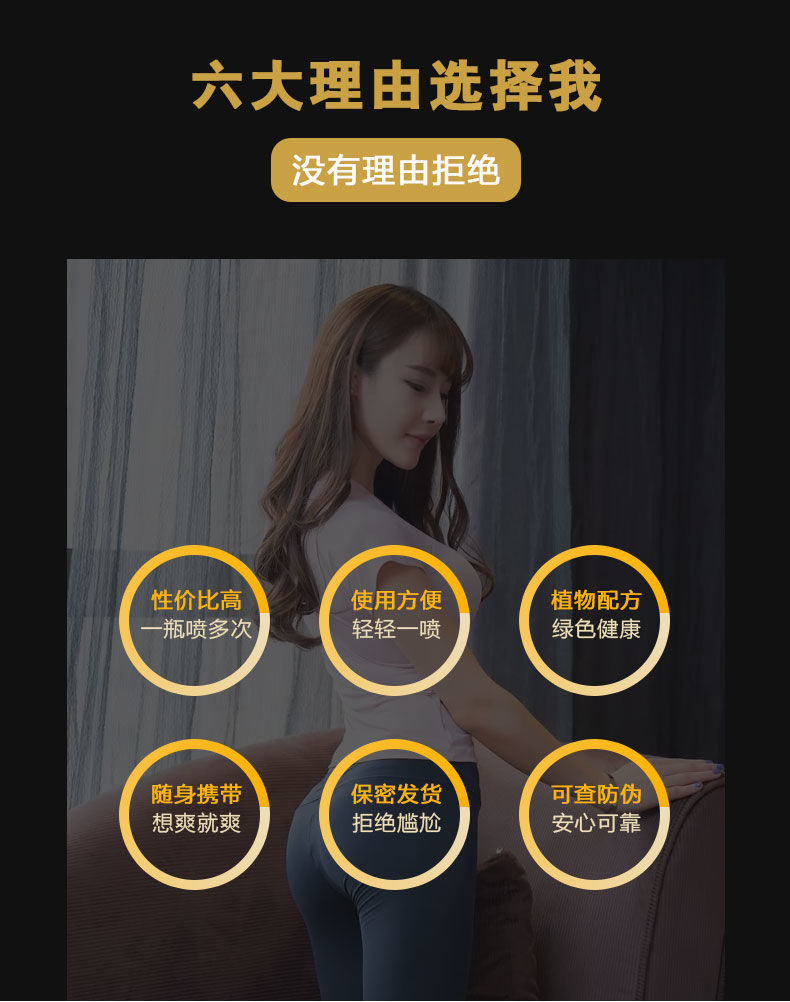 六大理由选择我
没有理由拒绝
性价比高
一瓶喷多次
使用方便
轻轻一喷
植物配方
绿色健康
随身携带
想爽就爽
保密发货
拒绝尴尬
可查防伪
安心可靠